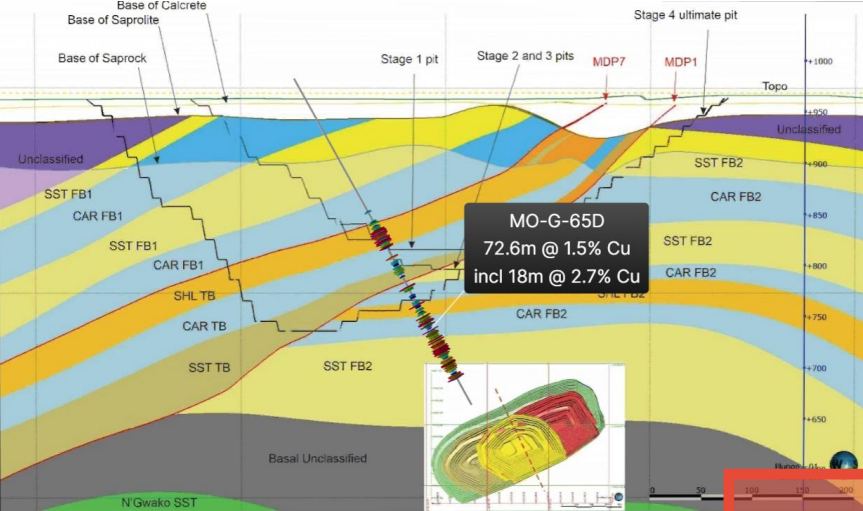 Base of Calcrete
Base of Saprolite
Base of Saprock
Stage 1 pit
Stage 2 and 3 pits
Stage 4 ultimate pit
MDP7
MDP1
Topo
+1000
+950
+900
+850
+800
+750
+700
+650
Unclassified
Unclassified
SST FB1
CAR FB1
SST FB1
CAR FB1
SHL TB
CAR TB
SST TB
SST FB2
SST FB2
CAR FB2
SST FB2
CAR FB2
SHL FB2
CAR FB2
MO-G-65D
72.6m @ 1.5% Cu
incl 18m @ 2.7% Cu
Basal Unclassified
N'Gwako SST
W
S
0
50
100
150
200